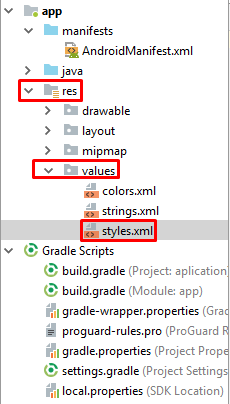 app
manifests
AndroidManifest.xml
java
res
drawable
layout
mipmap
values
colors.xml
strings.xml
styles.xml
Gradle Scripts
build.gradle (Project: aplication)
build.gradle (Module: app)
gradle-wrapper.properties (Grad
proguard-rules.pro (ProGuard R
gradle.properties (Project Prope
settings.gradle (Project Settings
local.properties (SDK Location)